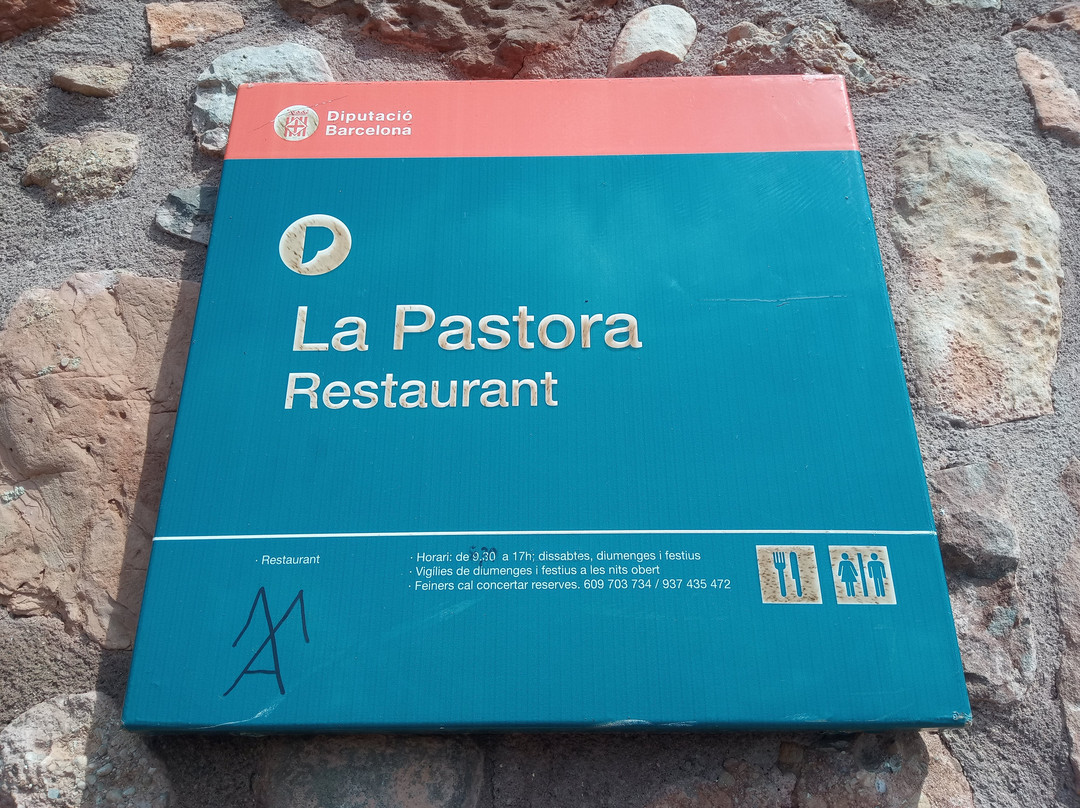 Diputació
Barcelona
La Pastora
Restaurant
· Restaurant
· Horari: de 9.30 a 17h; dissabtes, diumenges i festius
· Vigílies de diumenges i festius a les nits obert
· Feiners cal concertar reserves. 609 703 734 / 937 435 472